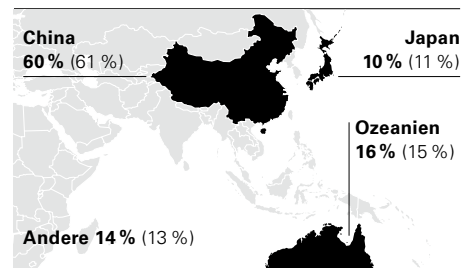 China
60 % (61 %)
Japan
10 % (11 %)
Ozeanien
16 % (15 %)
Andere 14 % (13 %)